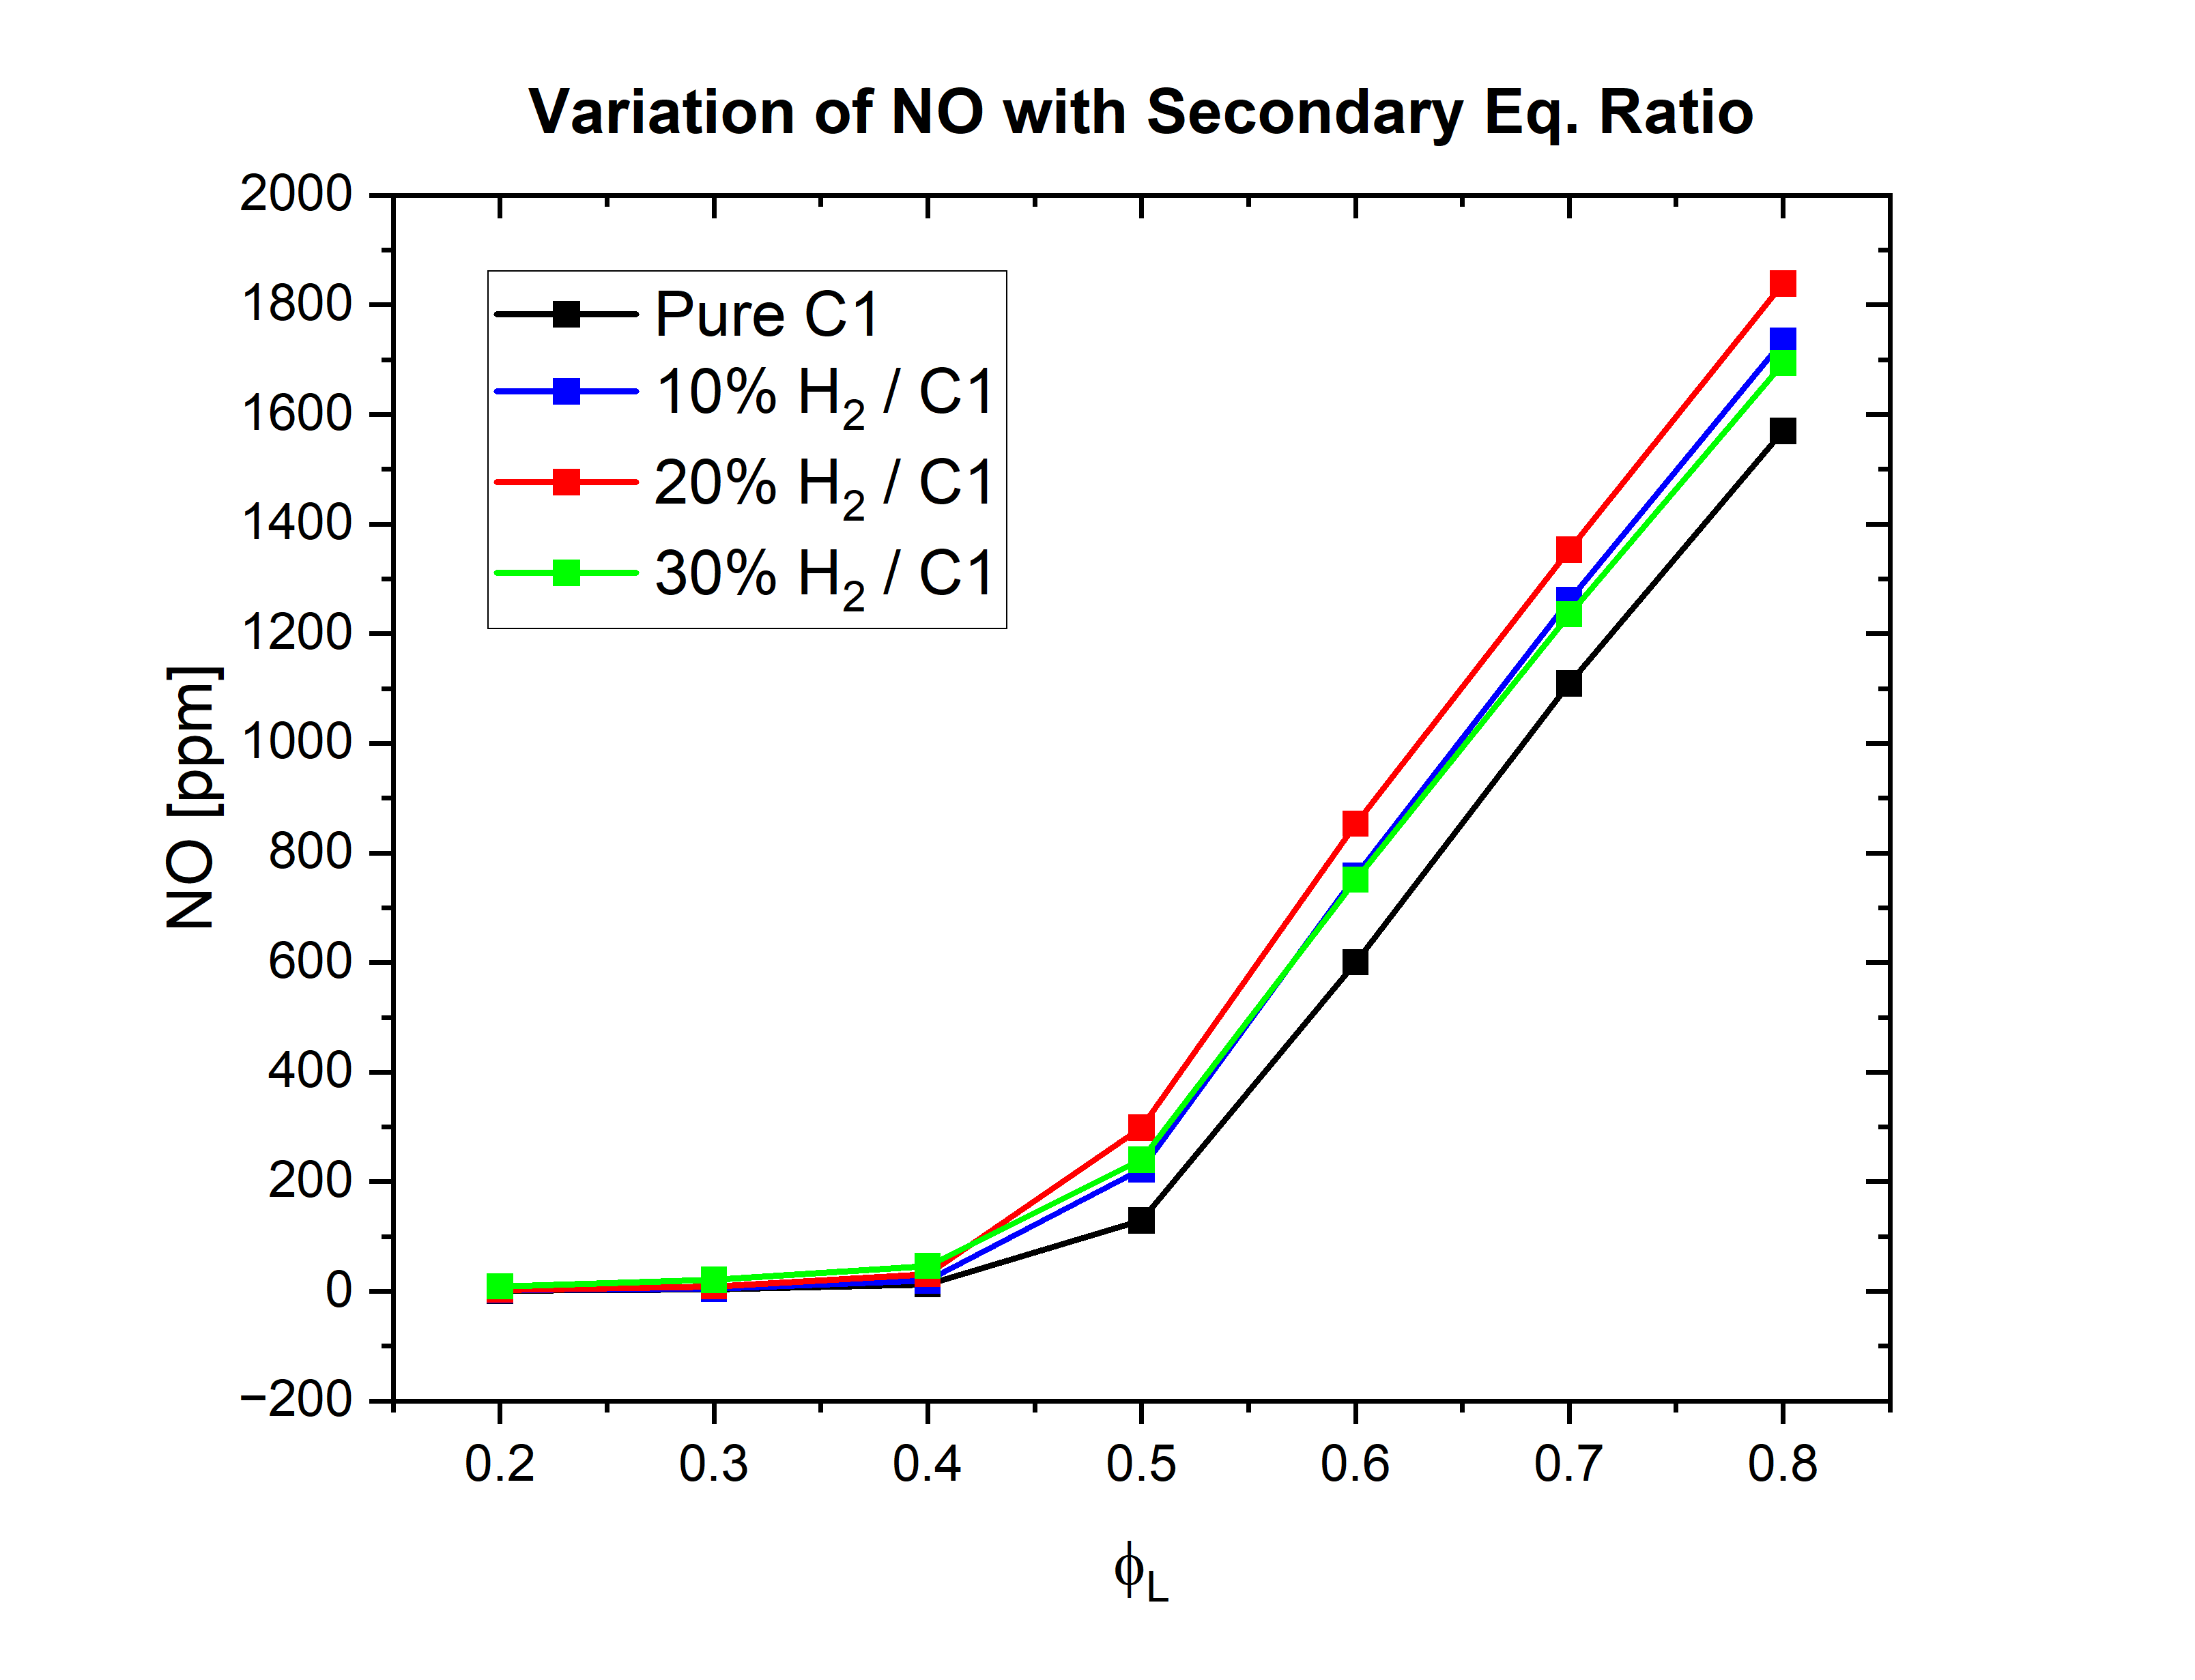 Variation of NO with Secondary Eq. Ratio
2000
1800
1600
1400
1200
1000
800
600
400
200
0
−200
NO [ppm]
Pure C1
10% H₂ / C1
20% H₂ / C1
30% H₂ / C1
0.2 0.3 0.4 0.5 0.6 0.7 0.8
ϕL